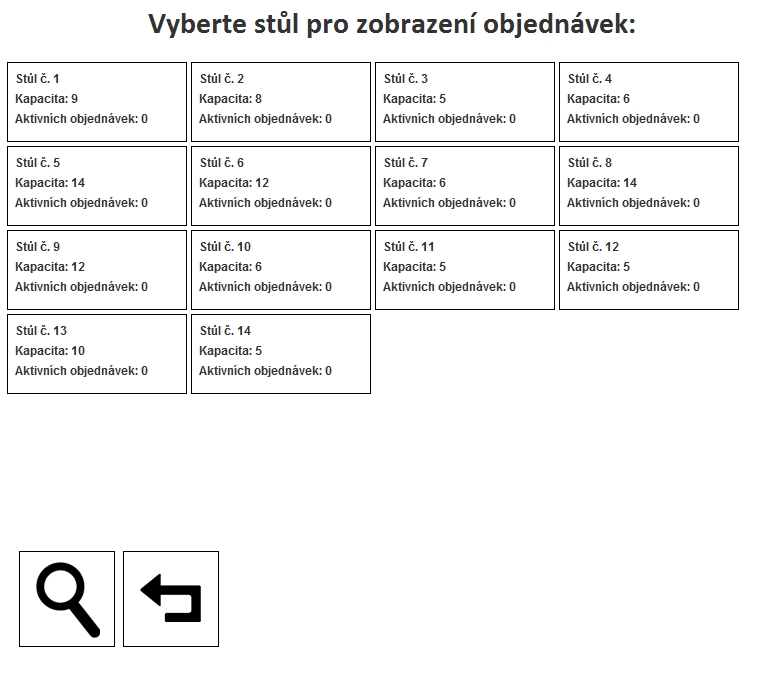 Vyberte stůl pro zobrazení objednávek:
Stůl č. 1
Kapacita: 9
Aktivních objednávek: 0
Stůl č. 2
Kapacita: 8
Aktivních objednávek: 0
Stůl č. 3
Kapacita: 5
Aktivních objednávek: 0
Stůl č. 4
Kapacita: 6
Aktivních objednávek: 0
Stůl č. 5
Kapacita: 14
Aktivních objednávek: 0
Stůl č. 6
Kapacita: 12
Aktivních objednávek: 0
Stůl č. 7
Kapacita: 6
Aktivních objednávek: 0
Stůl č. 8
Kapacita: 14
Aktivních objednávek: 0
Stůl č. 9
Kapacita: 12
Aktivních objednávek: 0
Stůl č. 10
Kapacita: 6
Aktivních objednávek: 0
Stůl č. 11
Kapacita: 5
Aktivních objednávek: 0
Stůl č. 12
Kapacita: 5
Aktivních objednávek: 0
Stůl č. 13
Kapacita: 10
Aktivních objednávek: 0
Stůl č. 14
Kapacita: 5
Aktivních objednávek: 0